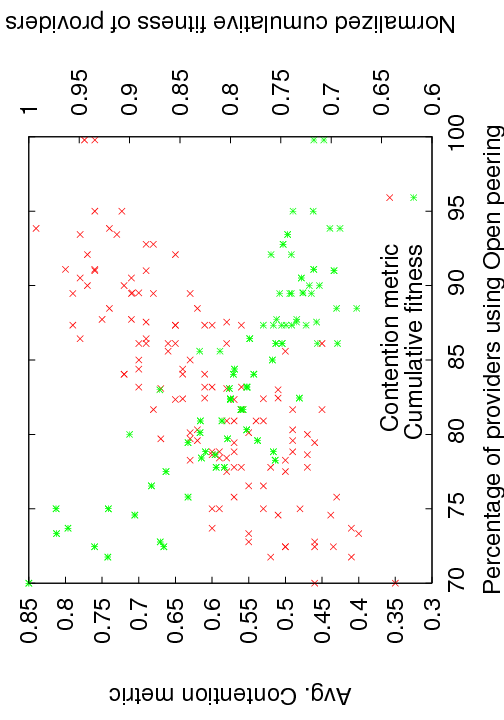 Normalized cumulative fitness of providers
1 0.95 0.9 0.85 0.8 0.75 0.7 0.65 0.6
100
95
90
85
80
75
70
Percentage of providers using Open peering
Contention metric
Cumulative fitness
0.85 0.8 0.75 0.7 0.65 0.6 0.55 0.5 0.45 0.4 0.35 0.3
Avg. Contention metric